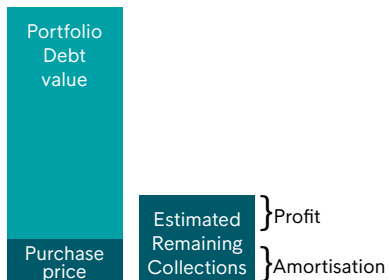 Portfolio
Debt
value
Purchase
price
Estimated
Remaining
Collections
}Profit
}Amortisation